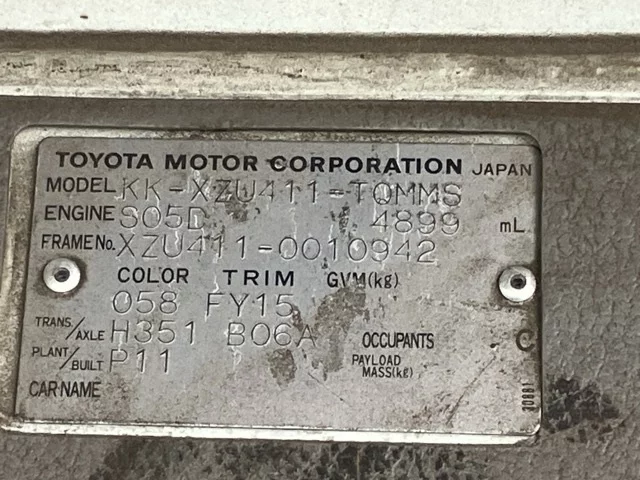 TOYOTA MOTOR CORPORATION JAPAN
MODEL KK-XZU411-TQMMS
ENGINE S05D 4899 mL
FRAME No. XZU411-0010942
COLOR TRIM GVM(kg)
058 FY15
TRANS/AXLE H351 B06A OCCUPANTS C
PLANT/BUILT P11 PAYLOAD MASS(kg)
CAR NAME
70881